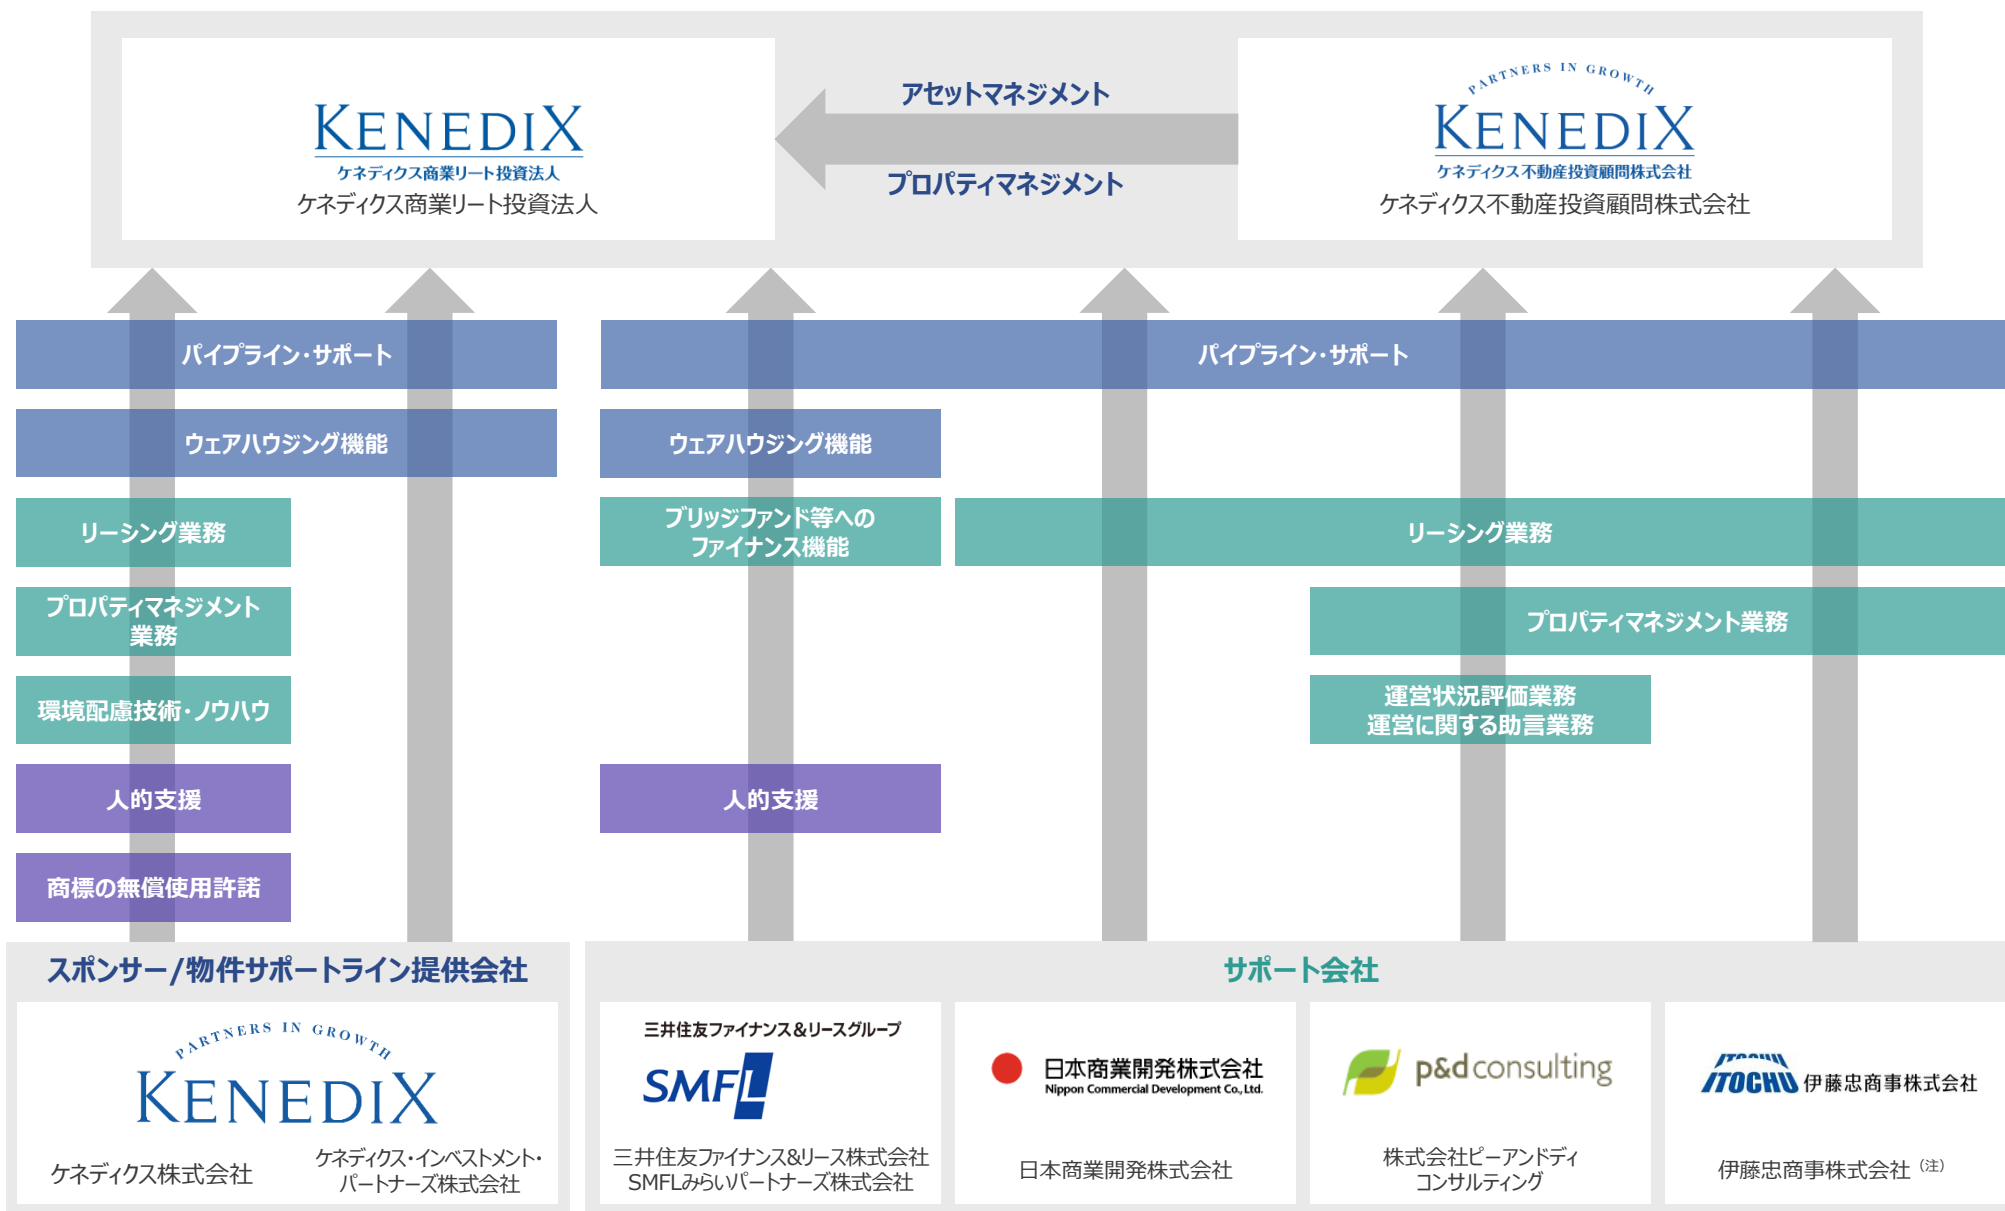 KENEDIX
ケネディクス商業リート投資法人
ケネディクス商業リート投資法人
アセットマネジメント
プロパティマネジメント
PARTNERS IN GROWTH
KENEDIX
ケネディクス不動産投資顧問株式会社
ケネディクス不動産投資顧問株式会社
パイプライン・サポート
パイプライン・サポート
ウェアハウジング機能
ウェアハウジング機能
リーシング業務
ブリッジファンド等への
ファイナンス機能
リーシング業務
プロパティマネジメント
業務
プロパティマネジメント業務
環境配慮技術・ノウハウ
運営状況評価業務
運営に関する助言業務
人的支援
人的支援
商標の無償使用許諾
スポンサー/物件サポートライン提供会社
PARTNERS IN GROWTH
KENEDIX
ケネディクス株式会社
ケネディクス・インベストメント・
パートナーズ株式会社
サポート会社
三井住友ファイナンス&リースグループ
SMFL
三井住友ファイナンス&リース株式会社
SMFLみらいパートナーズ株式会社
日本商業開発株式会社
Nippon Commercial Development Co., Ltd.
日本商業開発株式会社
p&d consulting
株式会社ピーアンドディ
コンサルティング
ITOCHU
ITOCHU 伊藤忠商事株式会社
伊藤忠商事株式会社（注）